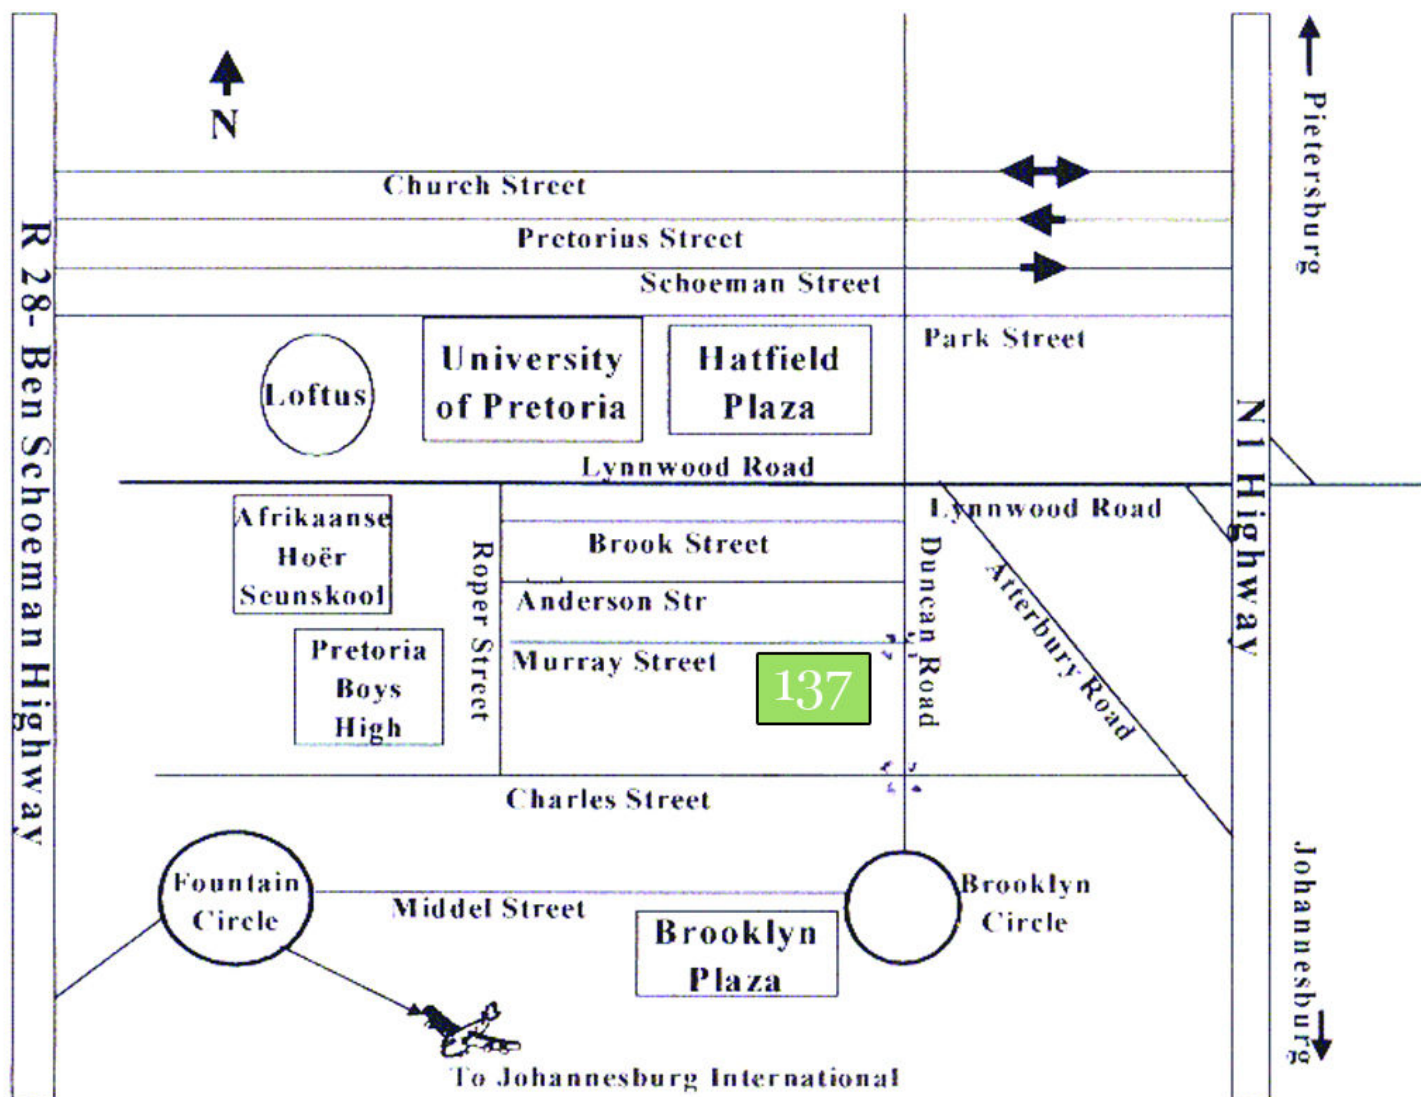 N
Pietersburg
Church Street
Pretorius Street
Schoeman Street
R 28- Ben Schoeman Highway
Park Street
University
of Pretoria
Hatfield
Plaza
Loftus
N1 Highway
Lynnwood Road
Lynnwood Road
Afrikaanse
Hoër
Seunskool
Roper Street
Brook Street
Duncan Road
Atterbury Road
Anderson Str
Pretoria
Boys
High
Murray Street
137
Charles Street
Johannesburg
Fountain
Circle
Middel Street
Brooklyn
Circle
Brooklyn
Plaza
To Johannesburg International